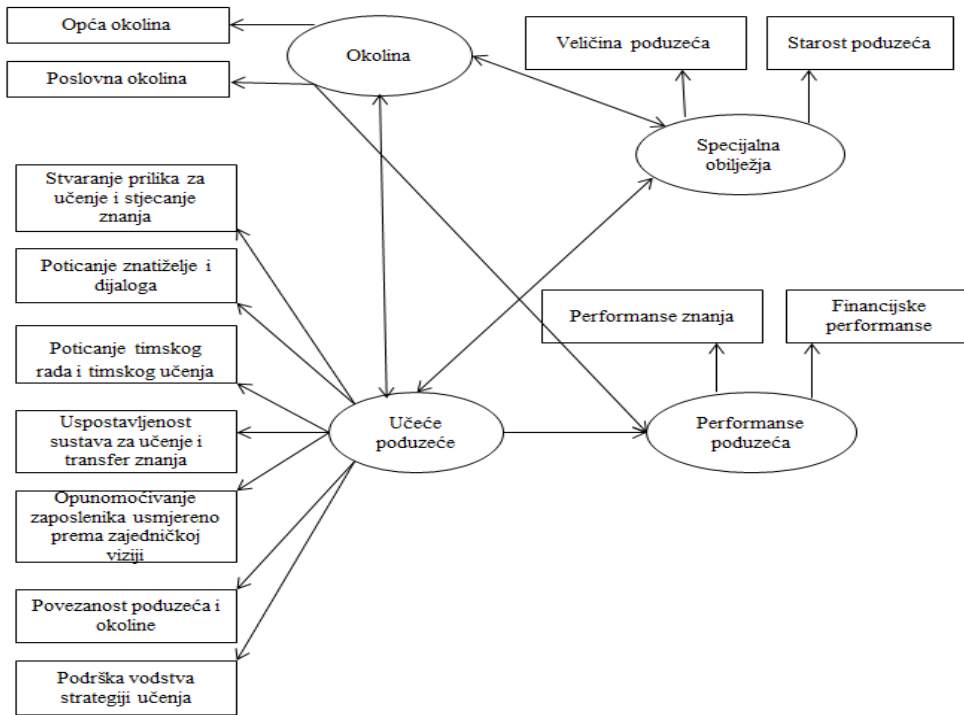 Opća okolina
Okolina
Veličina poduzeća
Starost poduzeća
Poslovna okolina
Specijalna
obilježja
Stvaranje prilika za
učenje i stjecanje
znanja
Poticanje znatiželje i
dijaloga
Performanse znanja
Financijske
performanse
Poticanje timskog
rada i timskog učenja
Uspostavljenost
sustava za učenje i
transfer znanja
Učeće
poduzeće
Performanse
poduzeća
Opunomoćivanje
zaposlenika usmjereno
prema zajedničkoj
viziji
Povezanost poduzeća i
okoline
Podrška vodstva
strategiji učenja